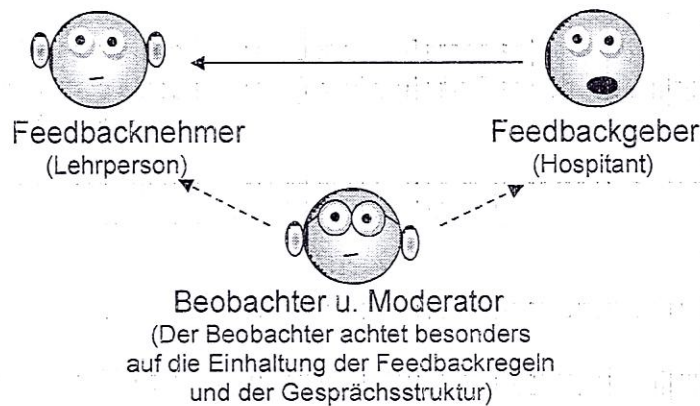 Feedbacknehmer
(Lehrperson)
Feedbackgeber
(Hospitant)
Beobachter u. Moderator
(Der Beobachter achtet besonders
auf die Einhaltung der Feedbackregeln
und der Gesprächsstruktur)